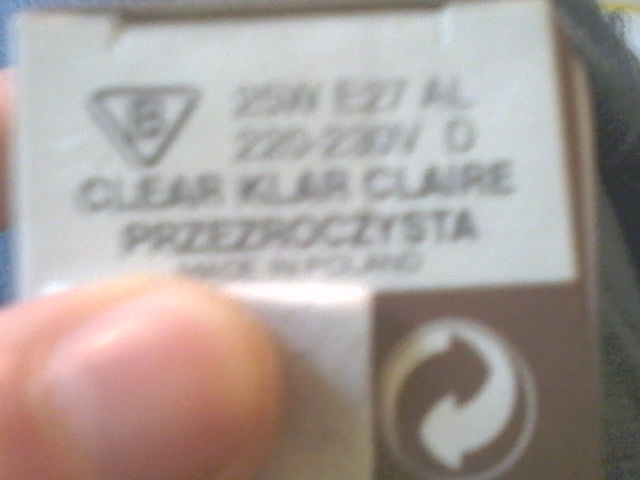 B
25W E27 AL
220-230V D
CLEAR KLAR CLAIRE
PRZEZROCZYSTA
MADE IN POLAND